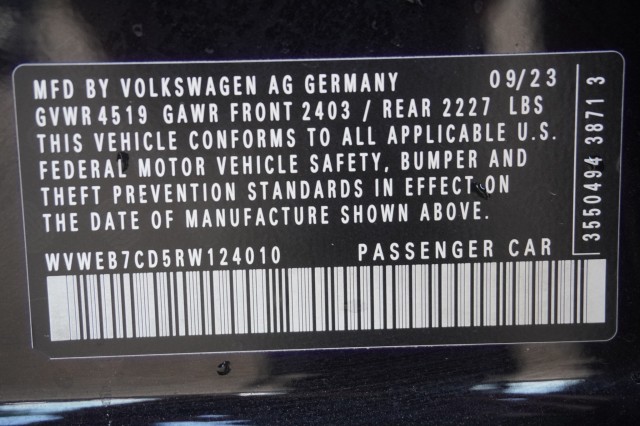 MFD BY VOLKSWAGEN AG GERMANY 09/23
GVWR 4519 GAWR FRONT 2403 / REAR 2227 LBS
THIS VEHICLE CONFORMS TO ALL APPLICABLE U.S.
FEDERAL MOTOR VEHICLE SAFETY, BUMPER AND
THEFT PREVENTION STANDARDS IN EFFECT ON
THE DATE OF MANUFACTURE SHOWN ABOVE.
WVWEB7CD5RW124010 PASSENGER CAR
3550494 3871 3